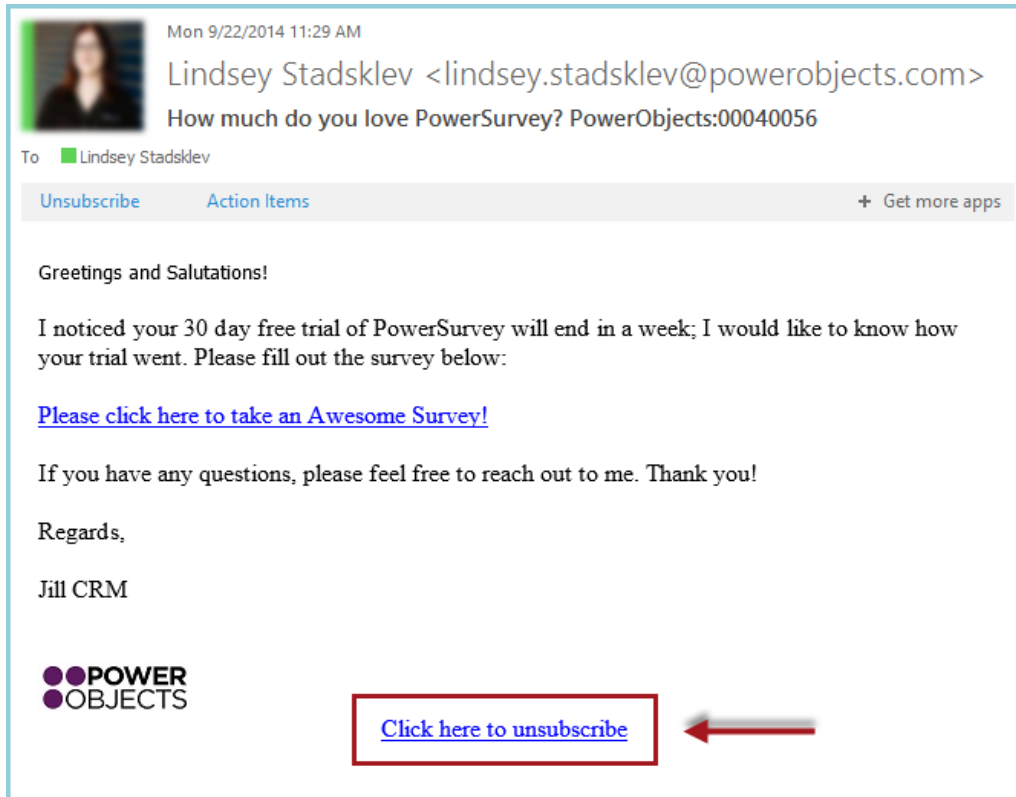 Mon 9/22/2014 11:29 AM
Lindsey Stadsklev <lindsey.stadsklev@powerobjects.com>
How much do you love PowerSurvey? PowerObjects:00040056
To Lindsey Stadsklev
Unsubscribe Action Items + Get more apps
Greetings and Salutations!
I noticed your 30 day free trial of PowerSurvey will end in a week; I would like to know how
your trial went. Please fill out the survey below:
Please click here to take an Awesome Survey!
If you have any questions, please feel free to reach out to me. Thank you!
Regards,
Jill CRM
POWER
OBJECTS
Click here to unsubscribe